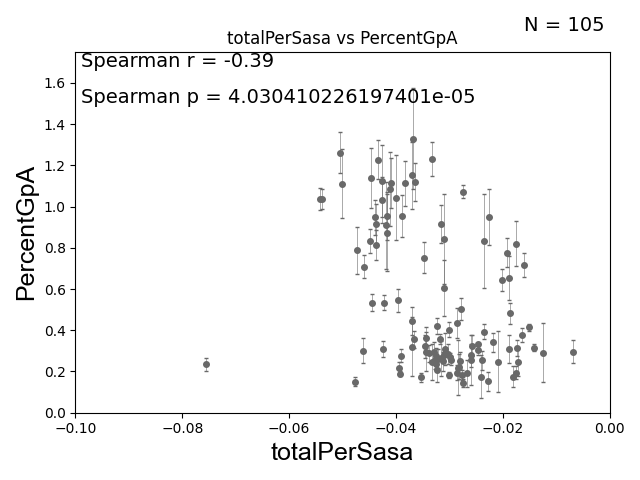 N = 105
totalPerSasa vs PercentGpA
Spearman r = -0.39
Spearman p = 4.030410226197401e-05
1.6
1.4
1.2
1.0
0.8
0.6
0.4
0.2
0.0
PercentGpA
−0.10 −0.08 −0.06 −0.04 −0.02 0.00
totalPerSasa